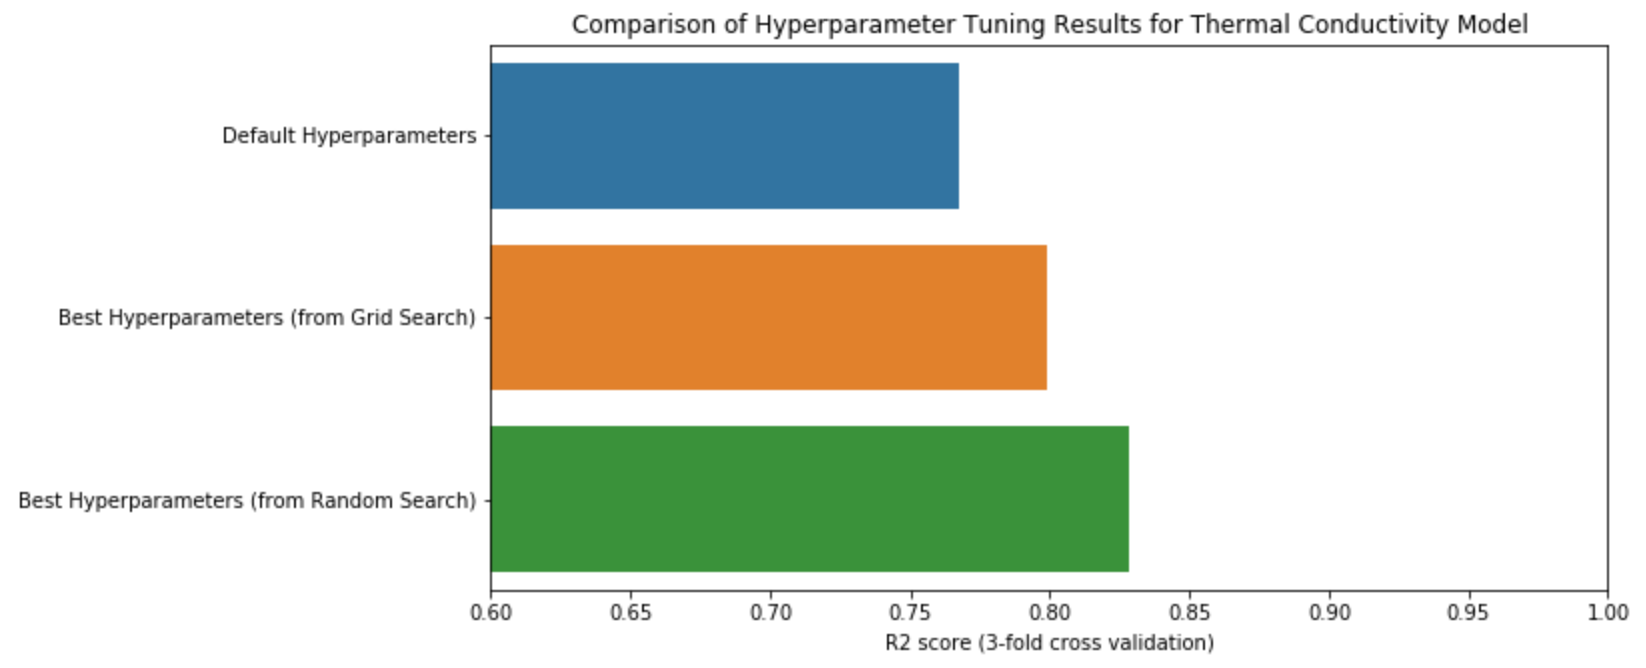 Comparison of Hyperparameter Tuning Results for Thermal Conductivity Model
Default Hyperparameters
Best Hyperparameters (from Grid Search)
Best Hyperparameters (from Random Search)
0.60 0.65 0.70 0.75 0.80 0.85 0.90 0.95 1.00
R2 score (3-fold cross validation)